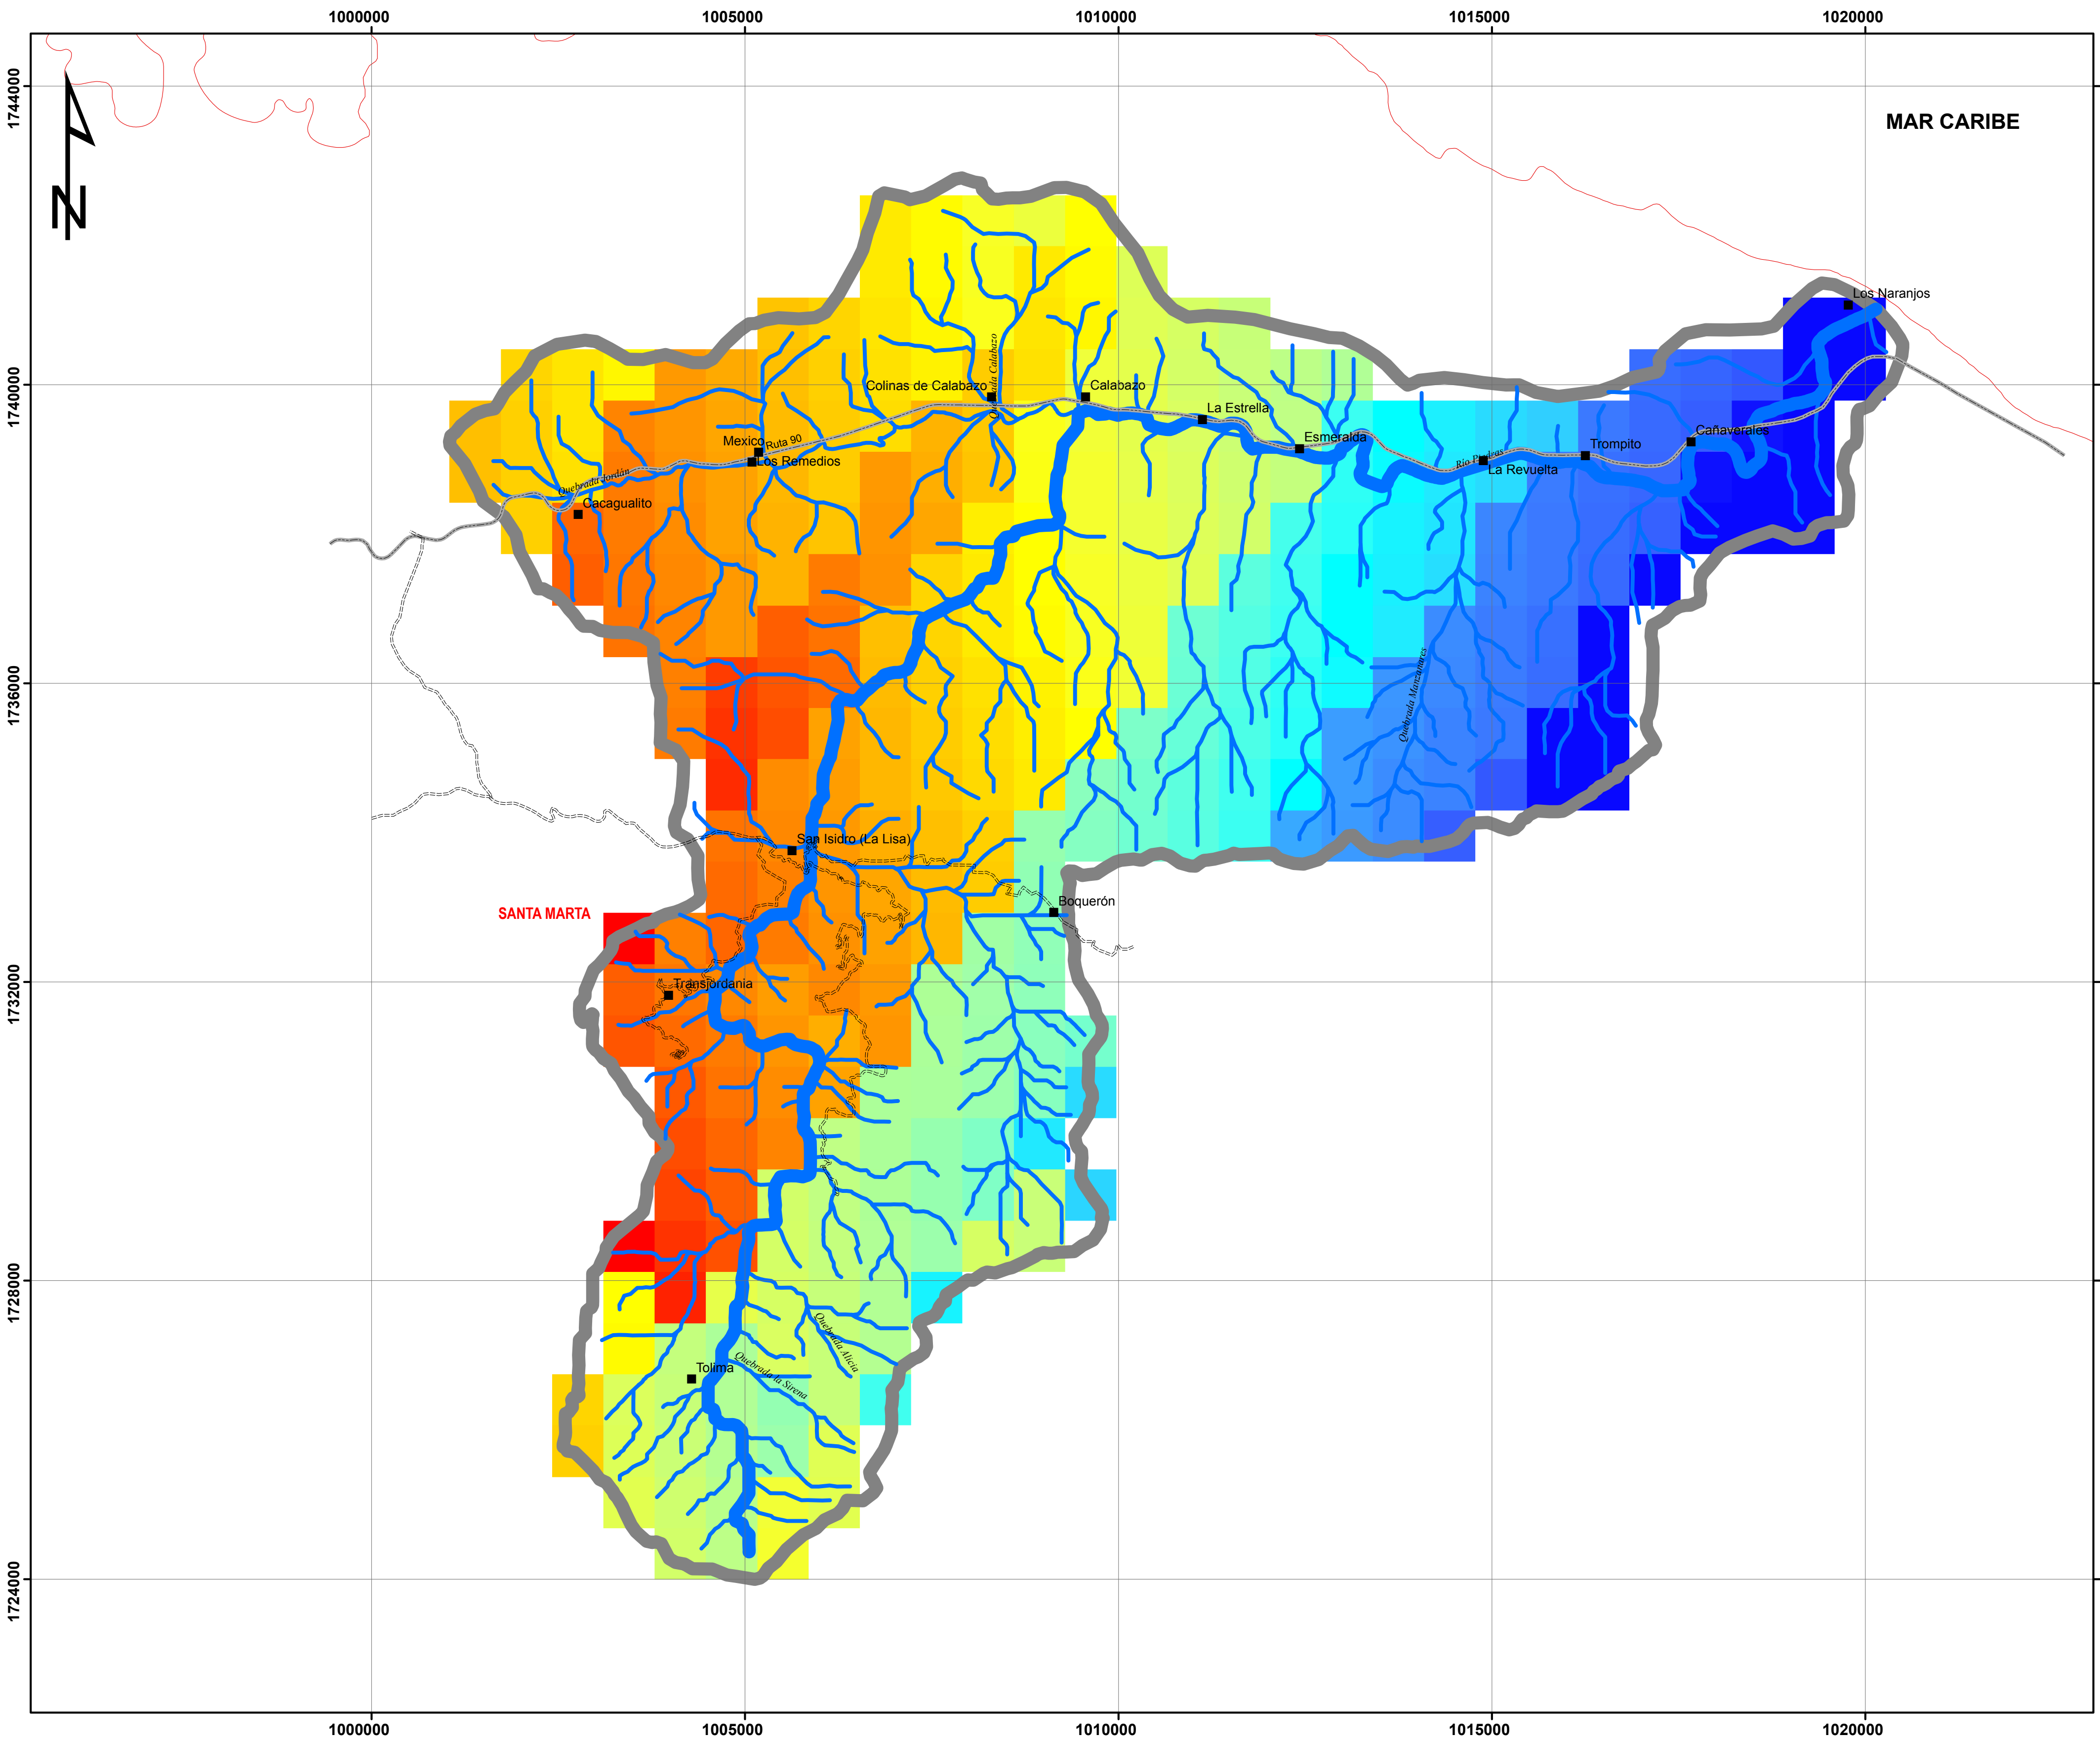 1000000 1005000 1010000 1015000 1020000
1744000
MAR CARIBE
N
Los Naranjos
1740000
Quebrada Calabazo
Colinas de Calabazo
Calabazo
La Estrella
Esmeralda
Mexico
Ruta 90
Los Remedios
Río Piedras
La Revuelta
Trompito
Cañaverales
Quebrada Jordán
Cacagualito
1736000
Quebrada Manzanares
San Isidro (La Lisa)
SANTA MARTA
Boquerón
1732000
Transjordania
1728000
Quebrada Alicia
Tolima
Quebrada la Sirena
1724000
1000000 1005000 1010000 1015000 1020000